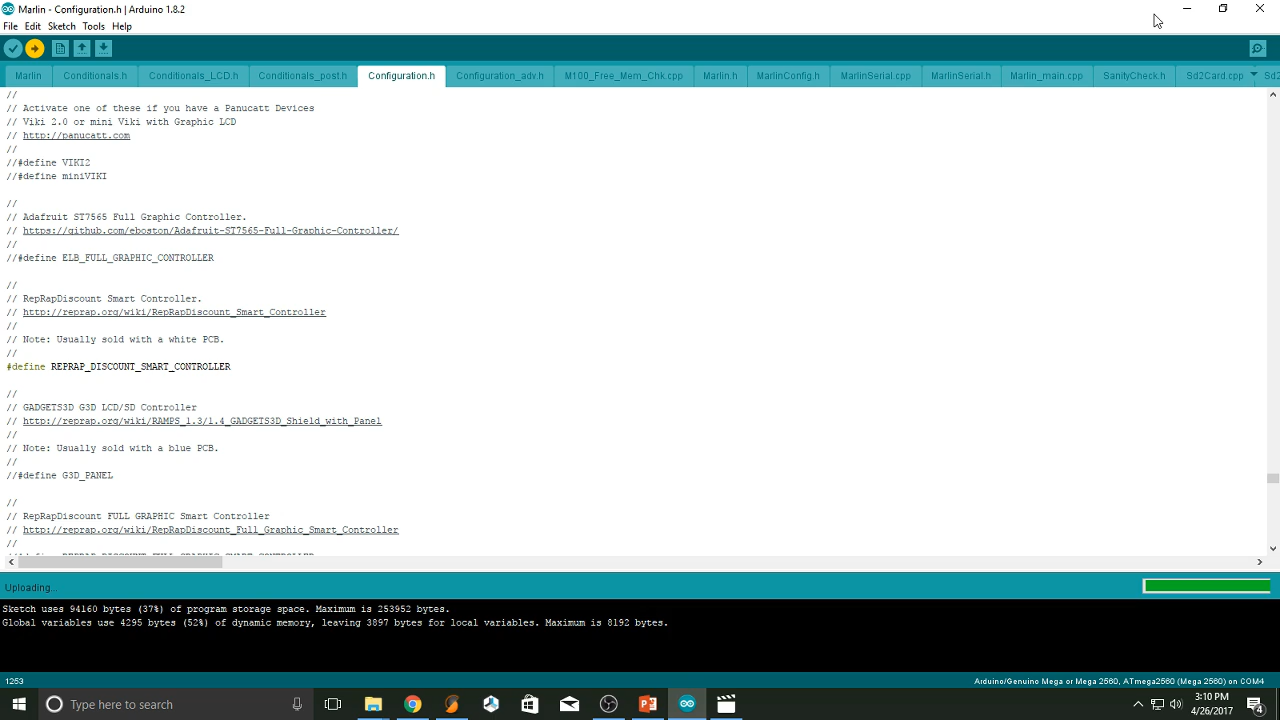 Marlin - Configuration.h | Arduino 1.8.2
File Edit Sketch Tools Help
Marlin Conditionals.h Conditionals_LCD.h Conditionals_post.h Configuration.h Configuration_adv.h M100_Free_Mem_Chk.cpp Marlin.h MarlinConfig.h MarlinSerial.cpp MarlinSerial.h Marlin_main.cpp SanityCheck.h Sd2Card.cpp Sd2
//
// Activate one of these if you have a Panucatt Devices
// Viki 2.0 or mini Viki with Graphic LCD
// http://panucatt.com
//
//#define VIKI2
//#define miniVIKI
//
// Adafruit ST7565 Full Graphic Controller.
// https://github.com/eboston/Adafruit-ST7565-Full-Graphic-Controller/
//
//#define ELB_FULL_GRAPHIC_CONTROLLER
//
// RepRapDiscount Smart Controller.
// http://reprap.org/wiki/RepRapDiscount_Smart_Controller
//
// Note: Usually sold with a white PCB.
//
#define REPRAP_DISCOUNT_SMART_CONTROLLER
//
// GADGETS3D G3D LCD/SD Controller
// http://reprap.org/wiki/RAMPS_1.3/1.4_GADGETS3D_Shield_with_Panel
//
// Note: Usually sold with a blue PCB.
//
//#define G3D_PANEL
//
// RepRapDiscount FULL GRAPHIC Smart Controller
// http://reprap.org/wiki/RepRapDiscount_Full_Graphic_Smart_Controller
//
//#define REPRAP_DISCOUNT_FULL_GRAPHIC_SMART_CONTROLLER
Uploading...
Sketch uses 94160 bytes (37%) of program storage space. Maximum is 253952 bytes.
Global variables use 4295 bytes (52%) of dynamic memory, leaving 3897 bytes for local variables. Maximum is 8192 bytes.
1253
Arduino/Genuino Mega or Mega 2560, ATmega2560 (Mega 2560) on COM4
Type here to search
3:10 PM
4/26/2017
4